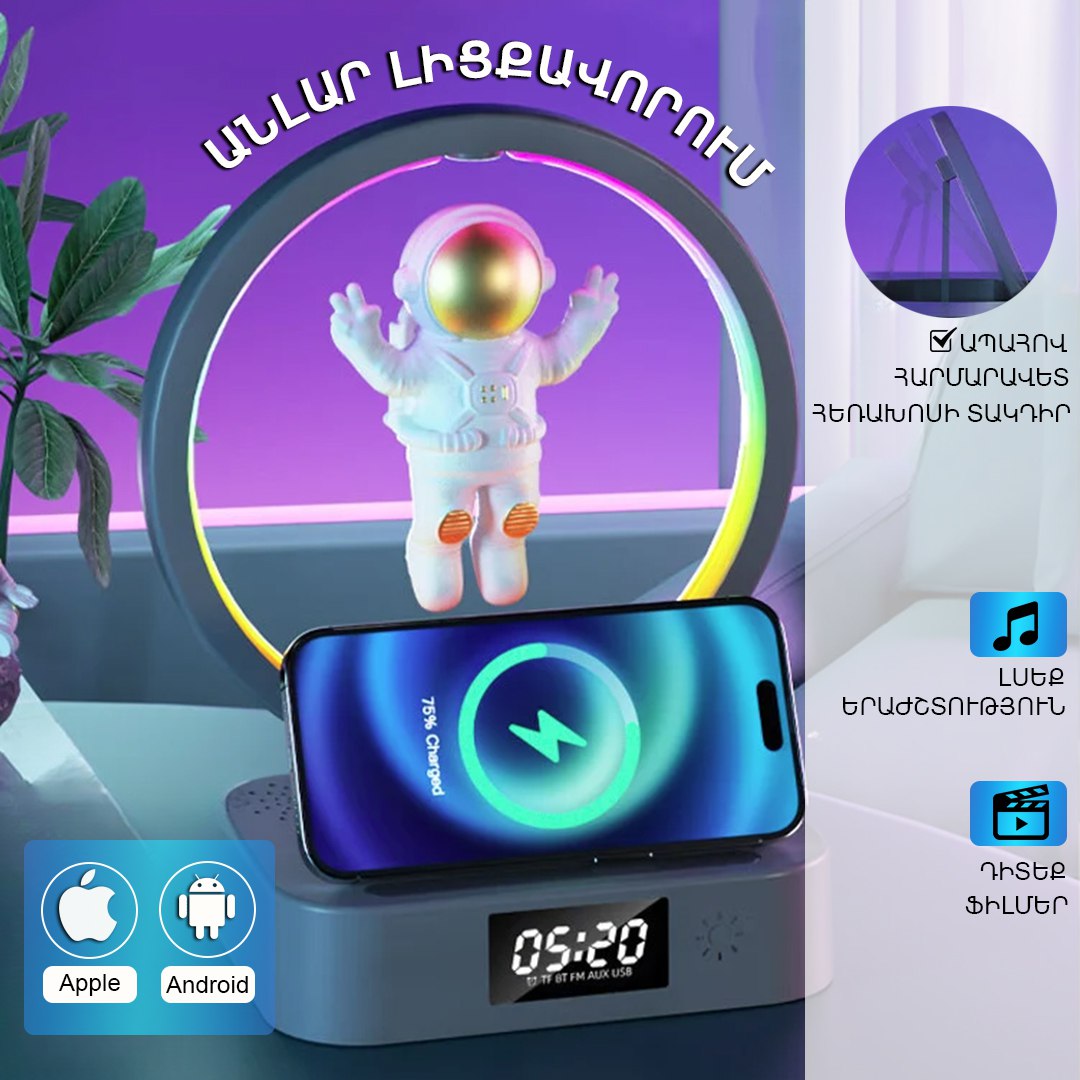 ԱՆԼԱՐ ԼԻՑՔԱՎՈՐՈՒՄ
ԱՊԱՀՈՎ
ՀԱՐՄԱՐԱՎԵՏ
ՀԵՌԱԽՈՍԻ ՏԱԿԴԻՐ
ԼՍԵՔ
ԵՐԱԺՇՏՈՒԹՅՈՒՆ
ԴԻՏԵՔ
ՖԻԼՄԵՐ
75% Charged
05:20
TF BT FM AUX USB
Apple
Android